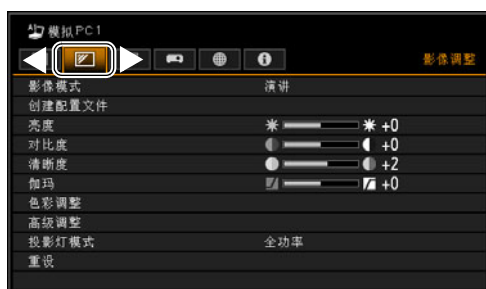 模拟PC1
影像调整
影像模式 演讲
创建配置文件
亮度 +0
对比度 +0
清晰度 +2
伽玛 +0
色彩调整
高级调整
投影灯模式 全功率
重设